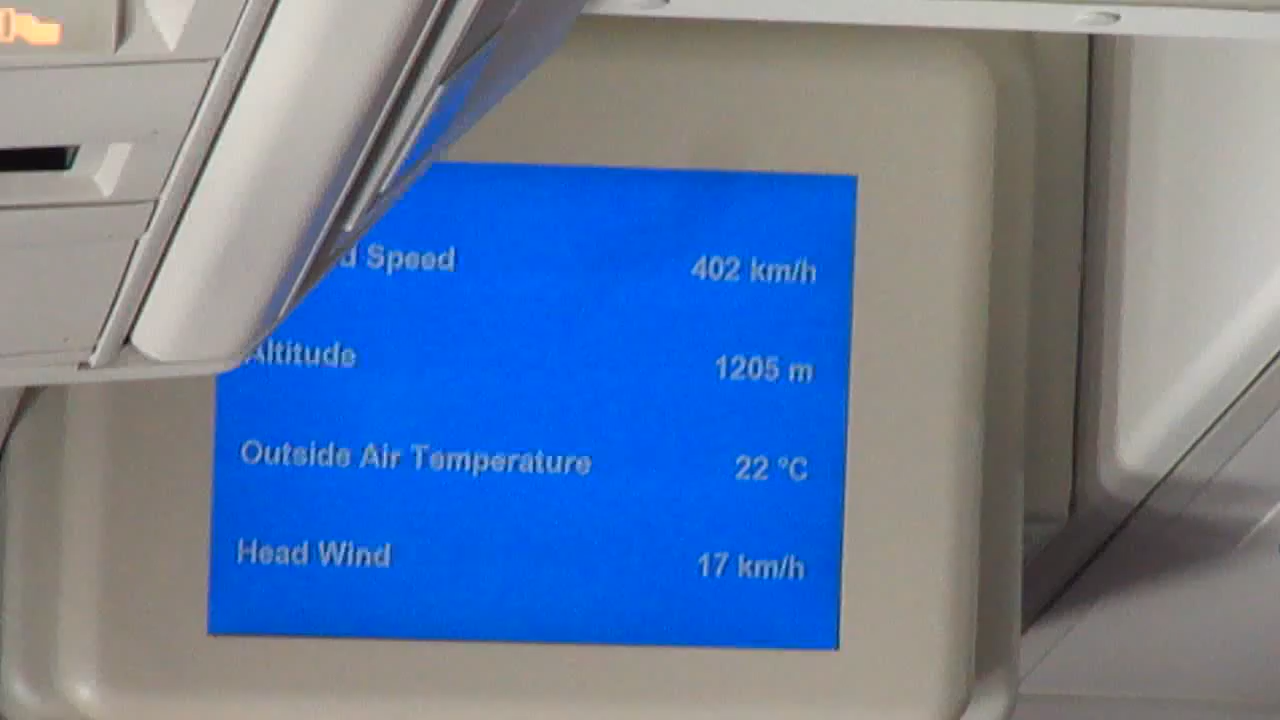 Speed 402 km/h
Altitude 1205 m
Outside Air Temperature 22 °C
Head Wind 17 km/h